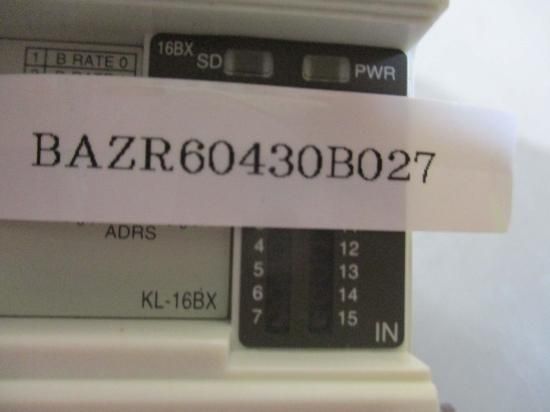 16BX
SD
PWR
1 B RATE 0
BAZR60430B027
ADRS
4 12
5 13
6 14
7 15
KL-16BX
IN